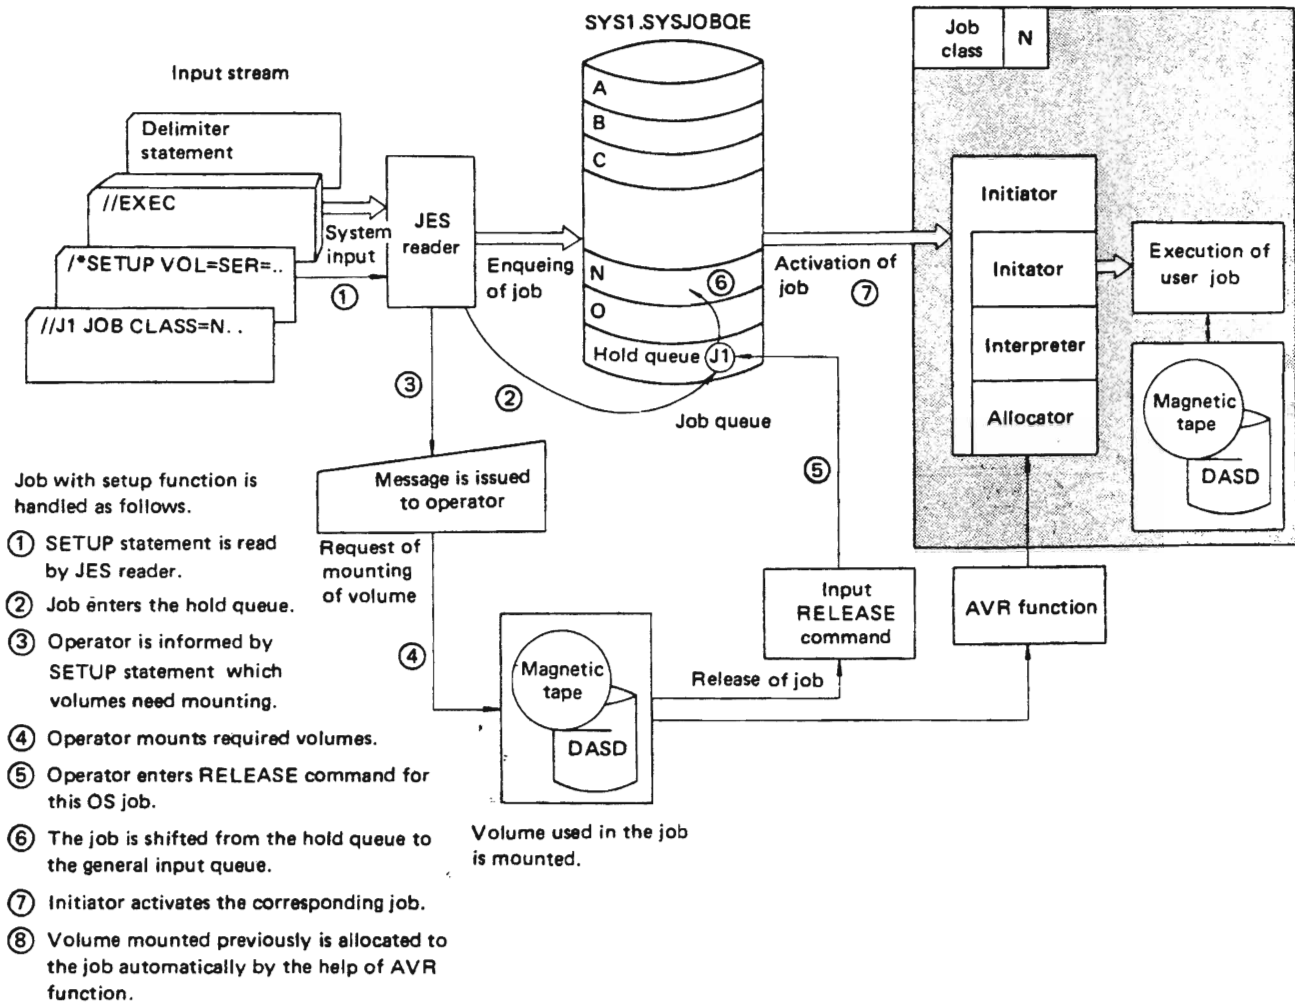 SYS1.SYSJOBQE
Job
class
N
Input stream
Delimiter
statement
//EXEC
/*SETUP VOL=SER=..
//J1 JOB CLASS=N..
System
input
①
JES
reader
Enqueing
of job
A
B
C
N
⑥
O
Hold queue
J1
Job queue
Activation of
job
⑦
Initiator
Initator
Interpreter
Allocator
Execution of
user job
Magnetic
tape
DASD
③
②
⑤
Message is issued
to operator
Request of
mounting
of volume
④
Magnetic
tape
DASD
Volume used in the job
is mounted.
Release of job
Input
RELEASE
command
AVR function
Job with setup function is
handled as follows.
① SETUP statement is read
by JES reader.
② Job enters the hold queue.
③ Operator is informed by
SETUP statement which
volumes need mounting.
④ Operator mounts required volumes.
⑤ Operator enters RELEASE command for
this OS job.
⑥ The job is shifted from the hold queue to
the general input queue.
⑦ Initiator activates the corresponding job.
⑧ Volume mounted previously is allocated to
the job automatically by the help of AVR
function.